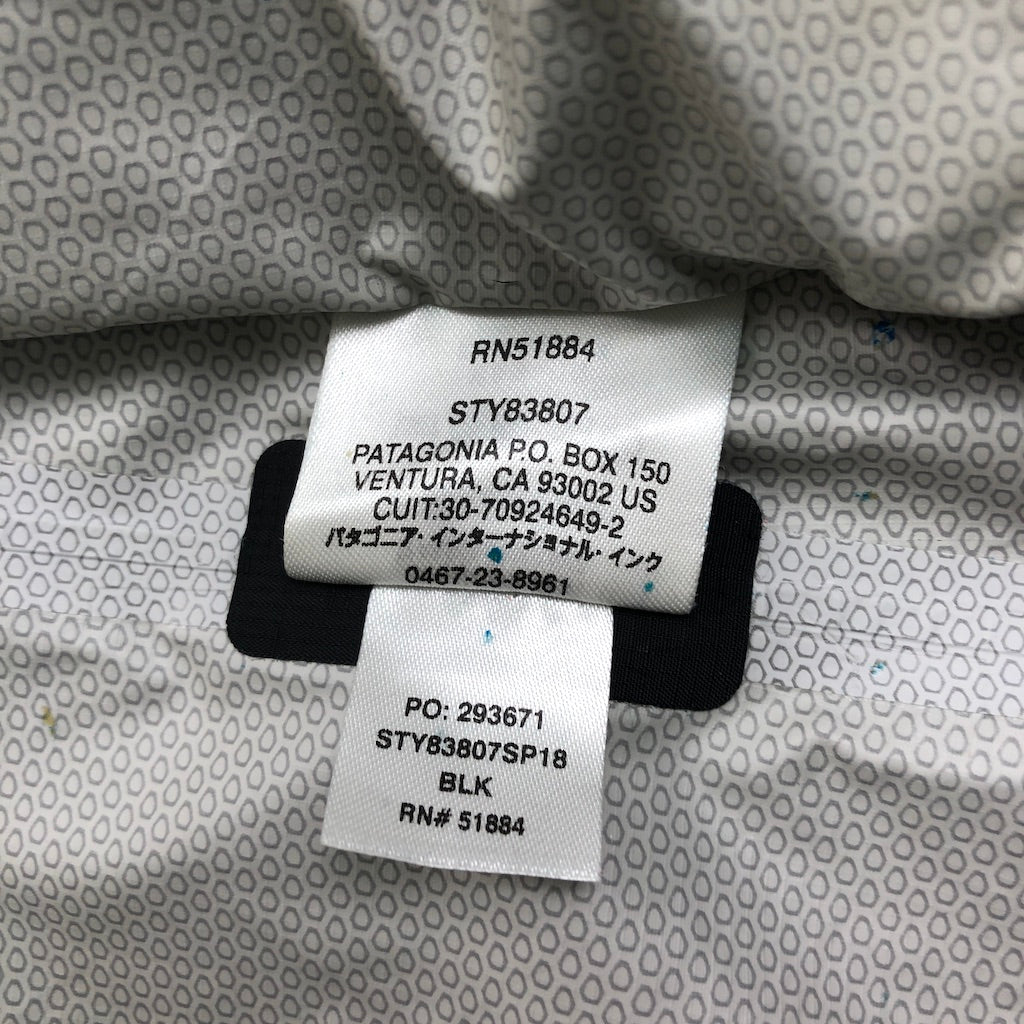 RN51884
STY83807
PATAGONIA P.O. BOX 150
VENTURA, CA 93002 US
CUIT:30-70924649-2
パタゴニア・インターナショナル・インク
0467-23-8961
PO: 293671
STY83807SP18
BLK
RN# 51884